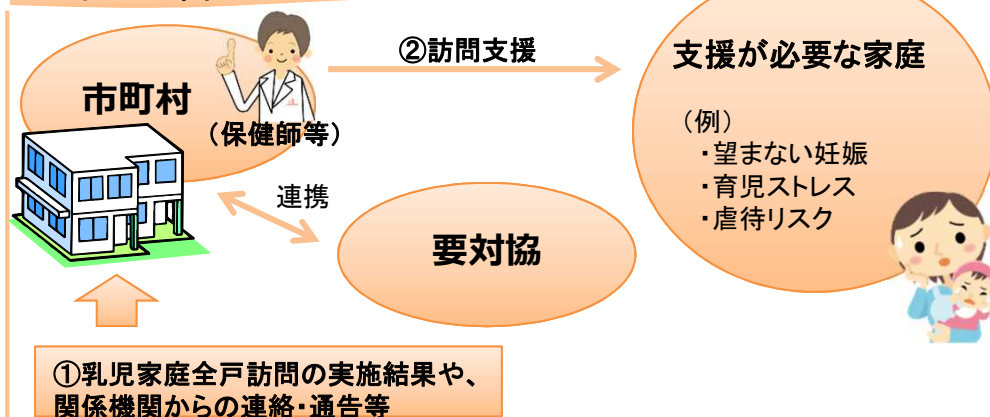 ②訪問支援
市町村
(保健師等)
支援が必要な家庭
(例)
・望まない妊娠
・育児ストレス
・虐待リスク
連携
要対協
①乳児家庭全戸訪問の実施結果や、
関係機関からの連絡・通告等